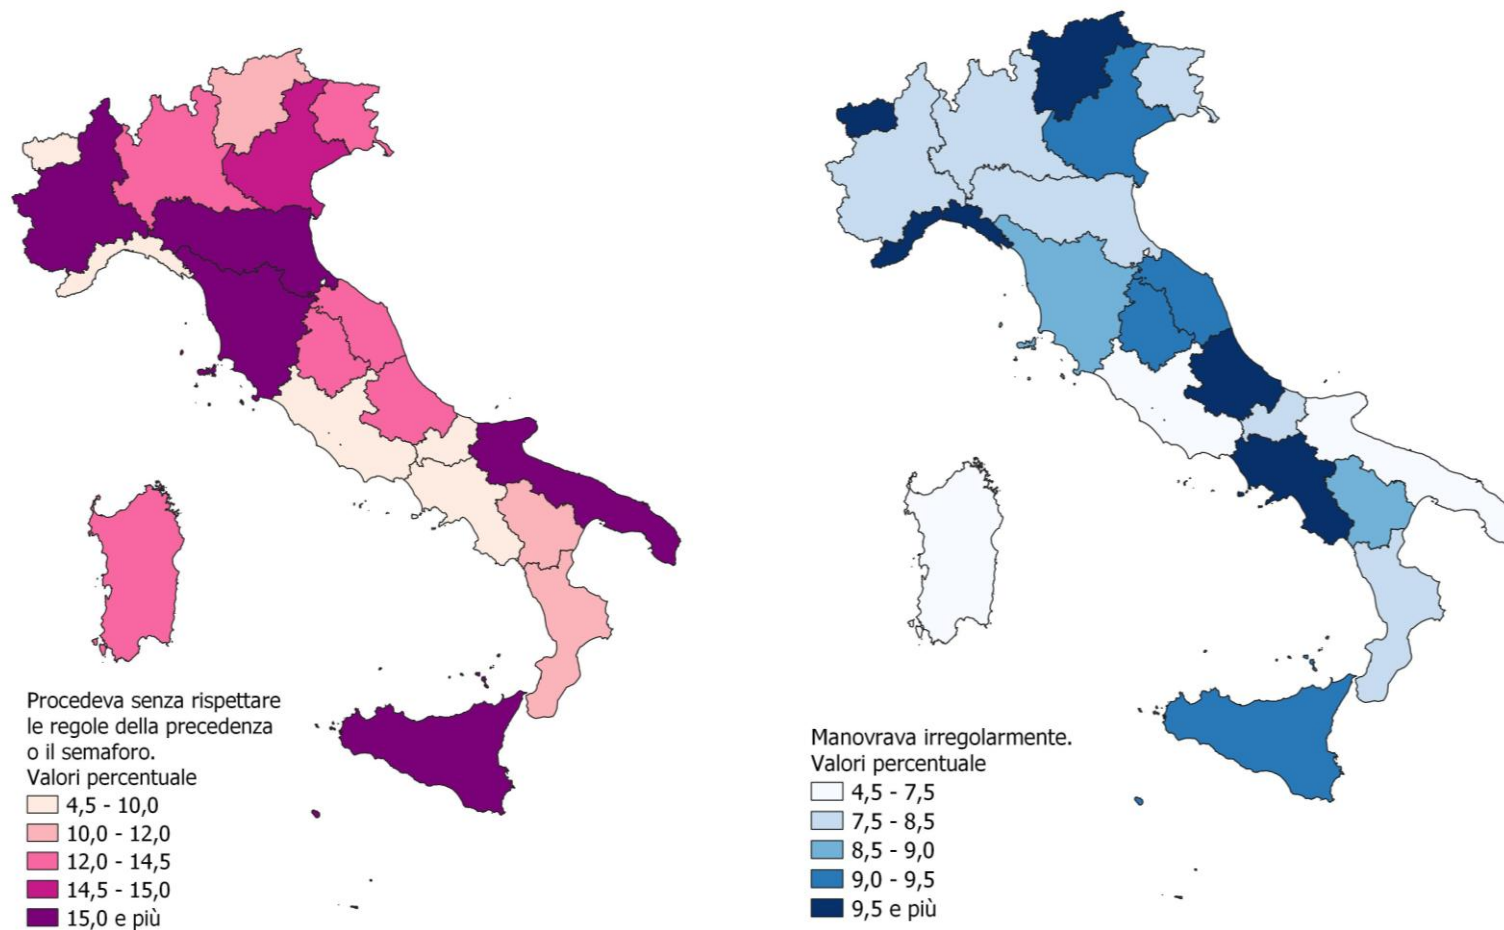 Procedeva senza rispettare
le regole della precedenza
o il semaforo.
Valori percentuale
4,5 - 10,0
10,0 - 12,0
12,0 - 14,5
14,5 - 15,0
15,0 e più
Manovrava irregolarmente.
Valori percentuale
4,5 - 7,5
7,5 - 8,5
8,5 - 9,0
9,0 - 9,5
9,5 e più